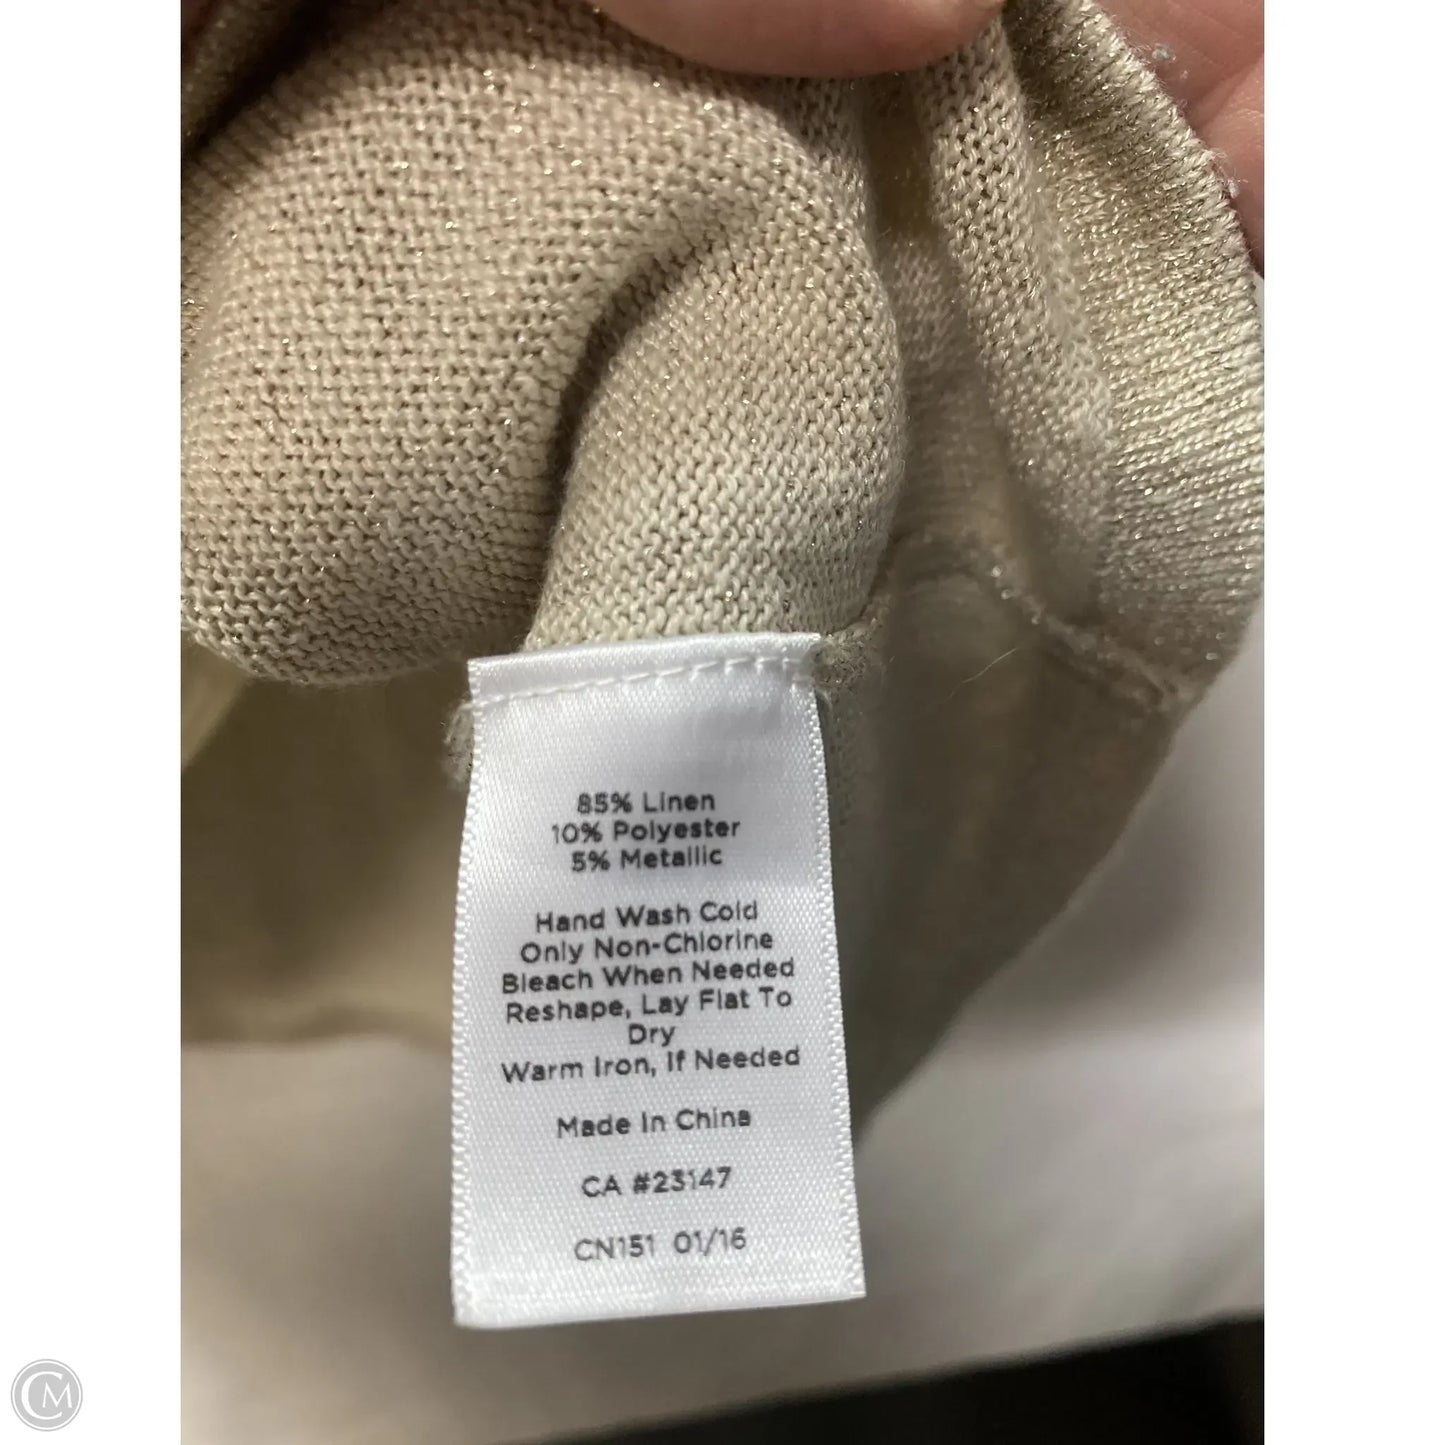 85% Linen
10% Polyester
5% Metallic
Hand Wash Cold
Only Non-Chlorine
Bleach When Needed
Reshape, Lay Flat To
Dry
Warm Iron, If Needed
Made In China
CA #23147
CN151 01/16
CM